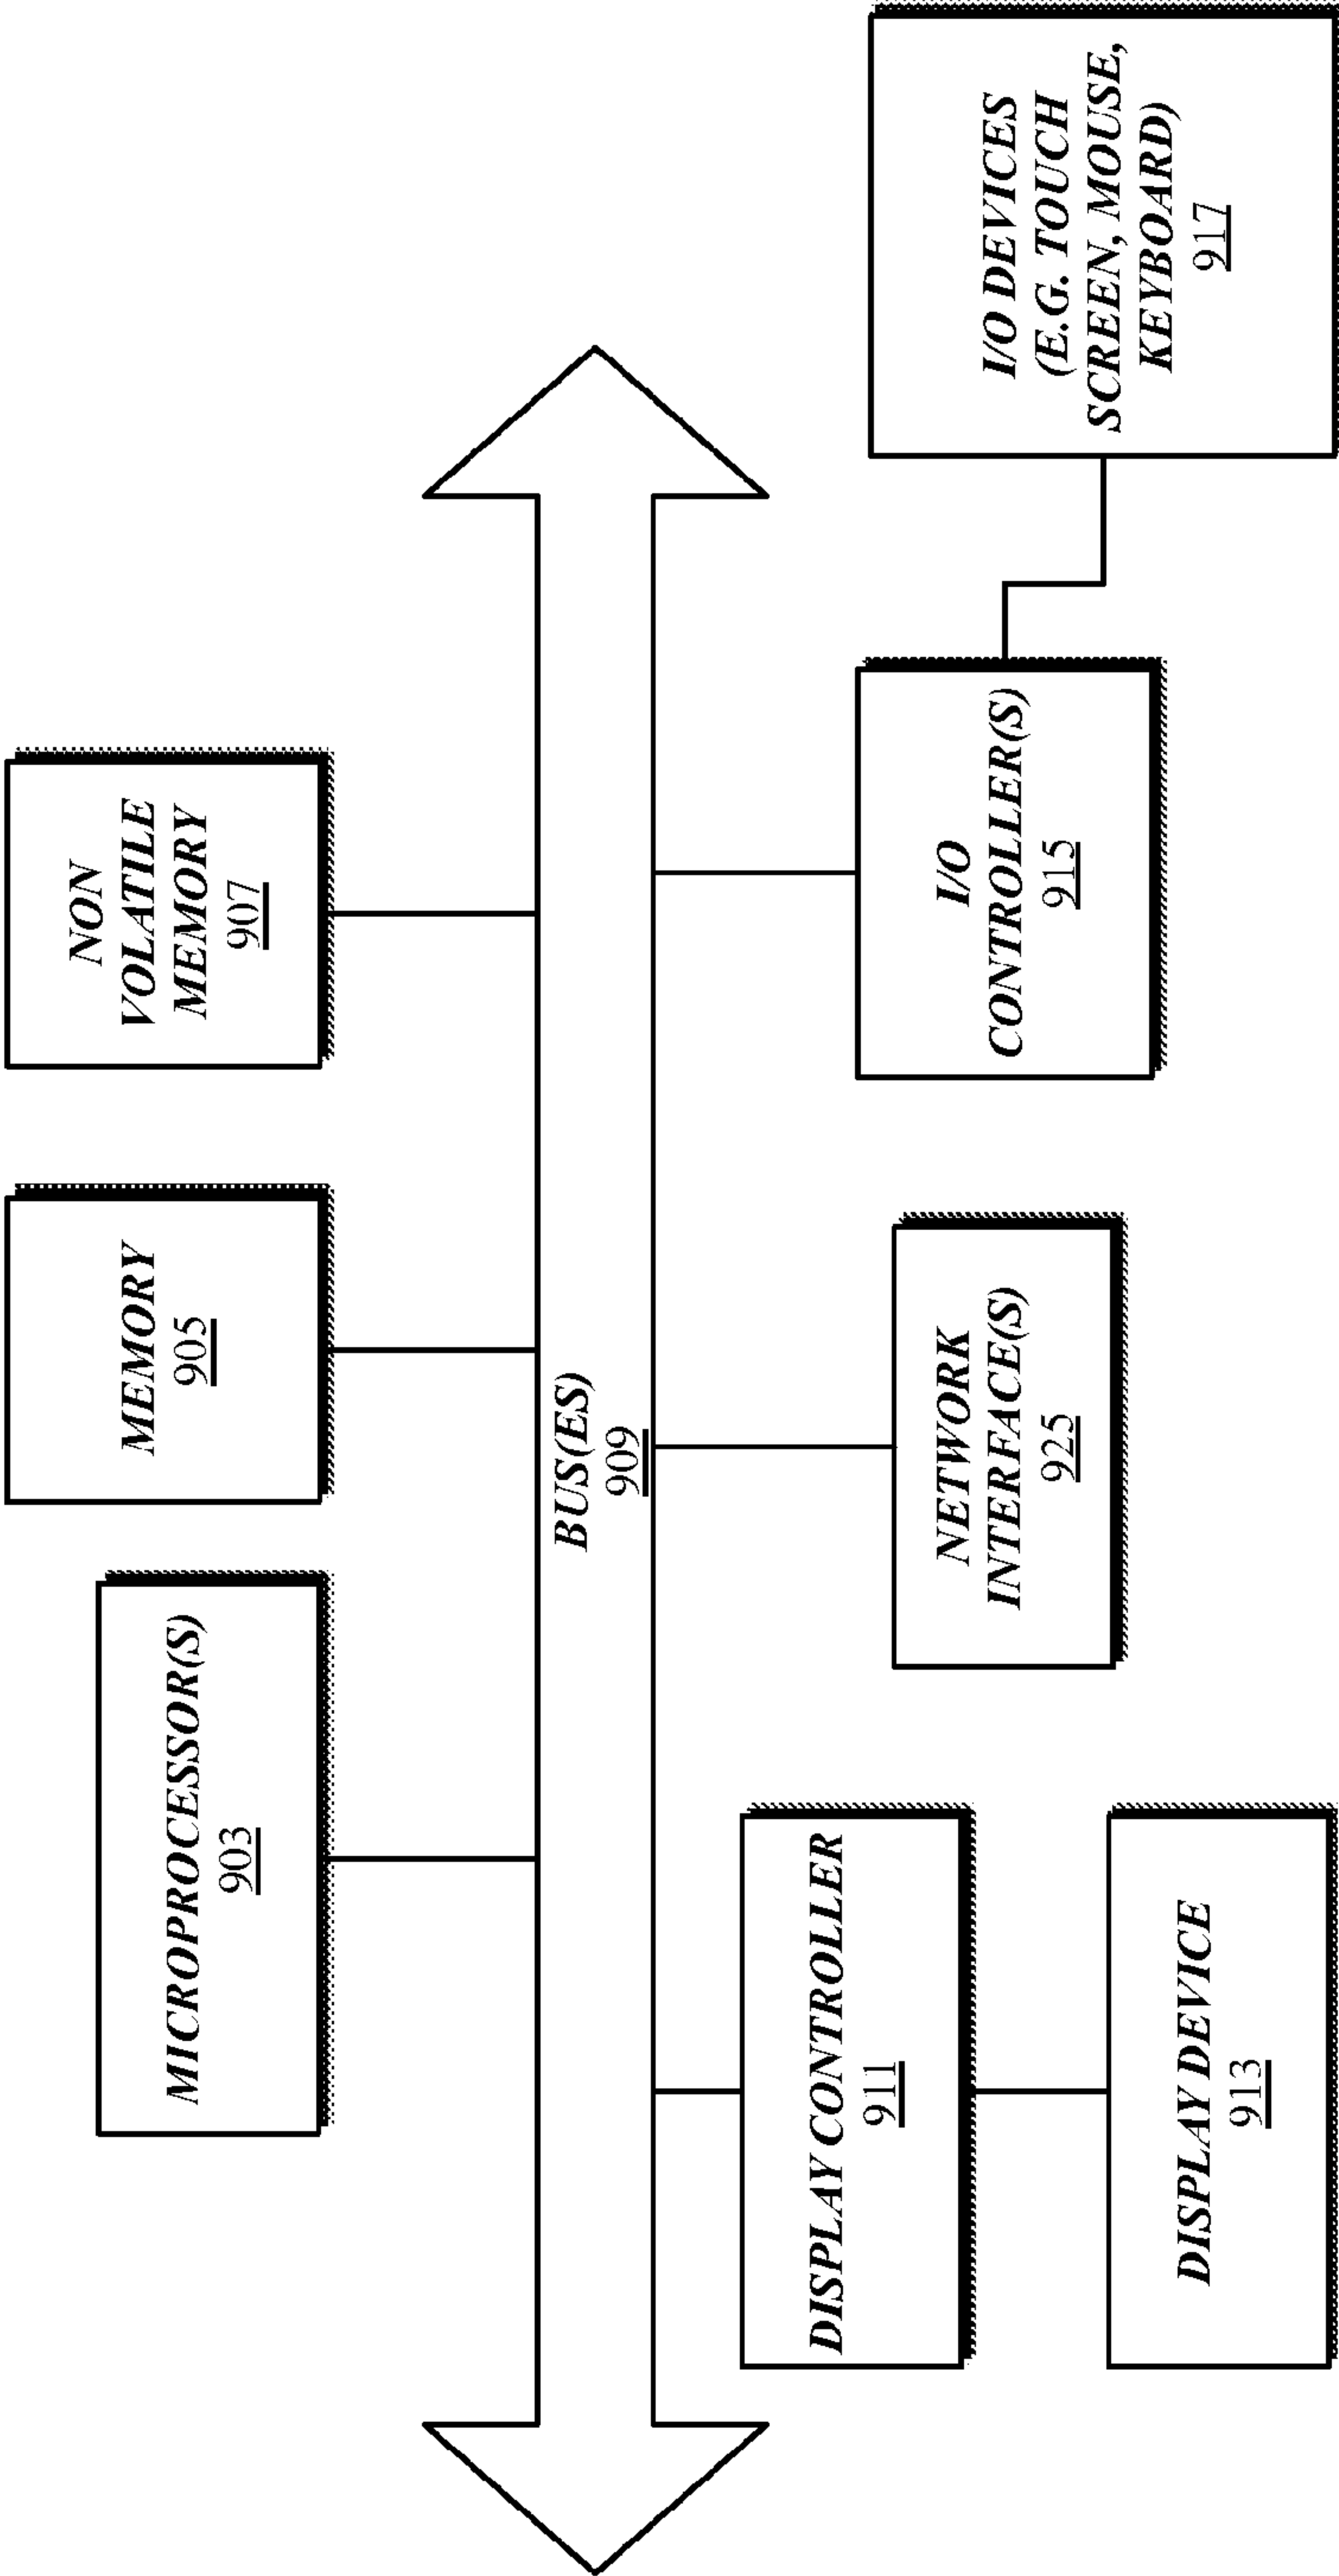 MICROPROCESSOR(S)
903
MEMORY
905
NON
VOLATILE
MEMORY
907
BUS(ES)
909
DISPLAY CONTROLLER
911
DISPLAY DEVICE
913
NETWORK
INTERFACE(S)
925
I/O
CONTROLLER(S)
915
I/O DEVICES
(E.G. TOUCH
SCREEN, MOUSE,
KEYBOARD)
917